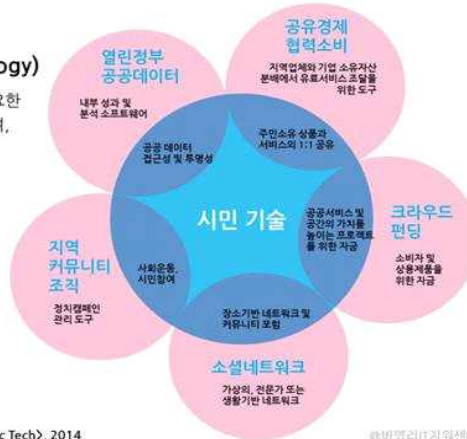 ogy)
요한
열린정부
공공데이터
내부 성과 및
분석 소프트웨어
공공 데이터
접근성 및 투명성
공유경제
협력소비
지역업체와 기업 소유자산
분배에서 유료서비스 조달을
위한 도구
주민소유 상품과
서비스의 1:1 공유
시민 기술
공공서비스 및
공간의 가치를
높이는 프로젝트
를 위한 자금
크라우드
펀딩
소비자 및
상용제품을
위한 자금
지역
커뮤니티
조직
정치캠페인
관리 도구
사회운동,
시민참여
장소기반 네트워크 및
커뮤니티 포럼
소셜네트워크
가상의, 전문가 또는
생활기반 네트워크
c Tech>, 2014